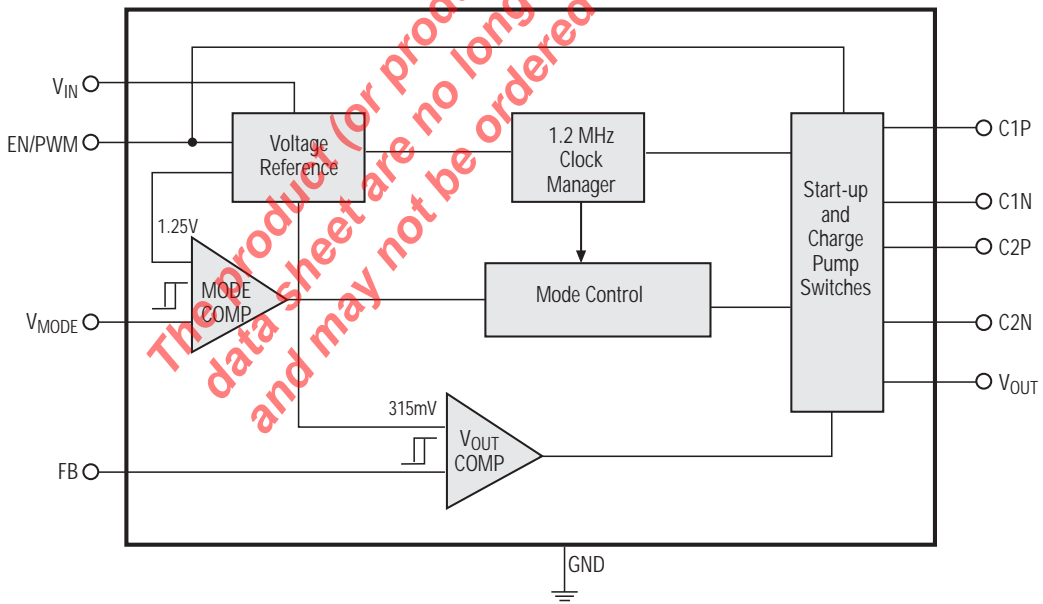 VIN
EN/PWM
Voltage
Reference
1.2 MHz
Clock
Manager
Start-up
and
Charge
Pump
Switches
C1P
C1N
C2P
C2N
VOUT
1.25V
MODE
COMP
VMODE
Mode Control
315mV
VOUT
COMP
FB
GND
The product (or produ
data sheet are no long
and may not be ordered